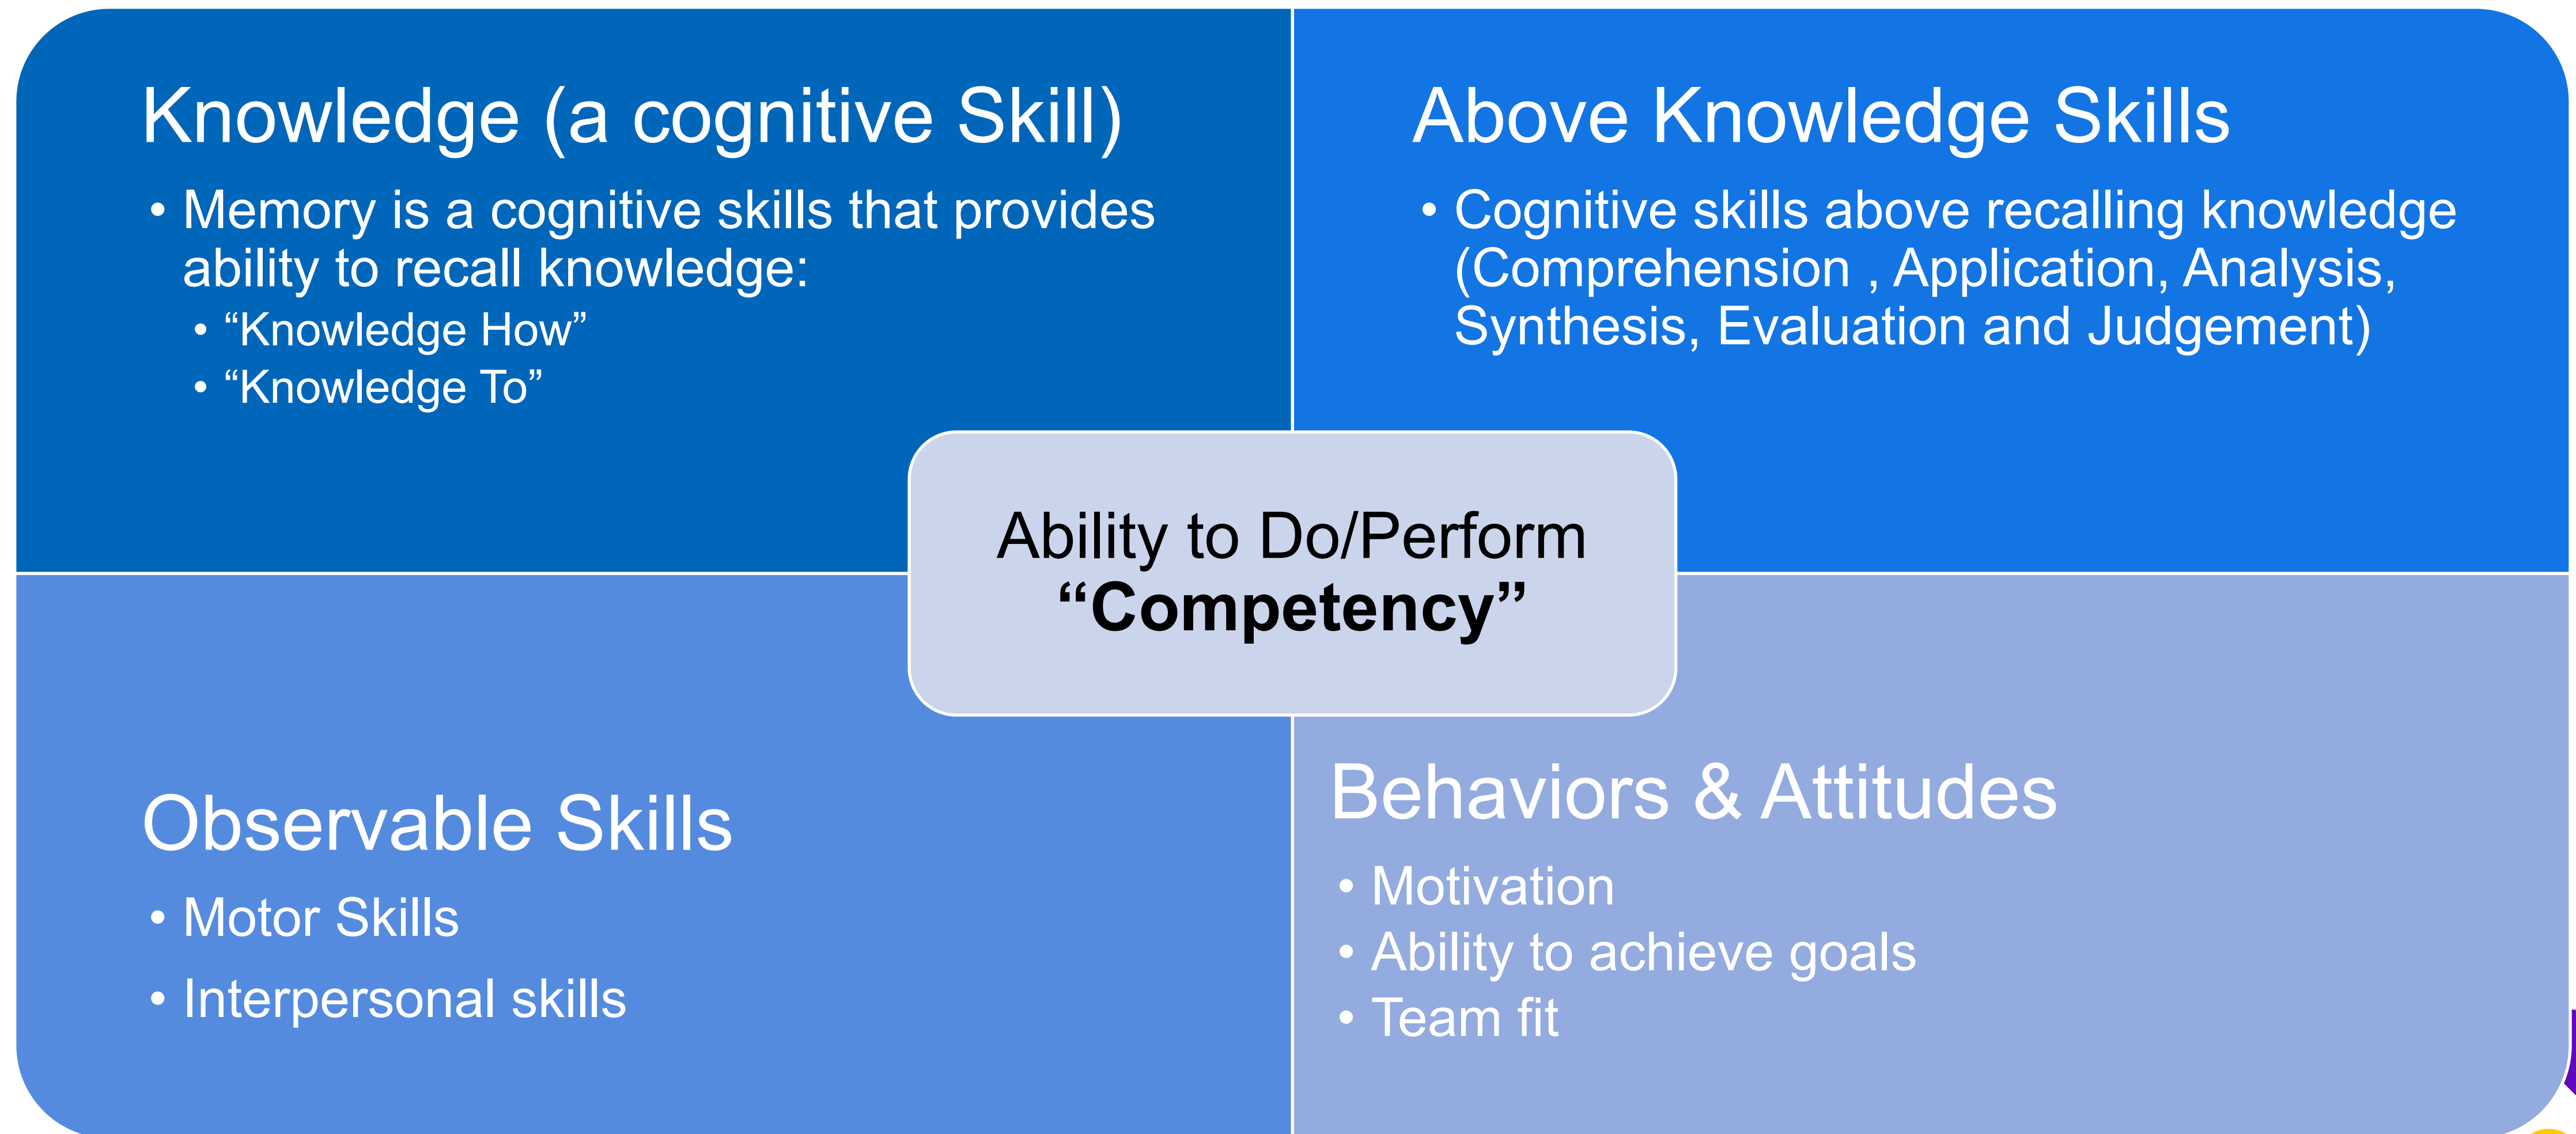 Knowledge (a cognitive Skill)
• Memory is a cognitive skills that provides
ability to recall knowledge:
• “Knowledge How”
• “Knowledge To”
Above Knowledge Skills
• Cognitive skills above recalling knowledge
(Comprehension , Application, Analysis,
Synthesis, Evaluation and Judgement)
Ability to Do/Perform
“Competency”
Observable Skills
• Motor Skills
• Interpersonal skills
Behaviors & Attitudes
• Motivation
• Ability to achieve goals
• Team fit